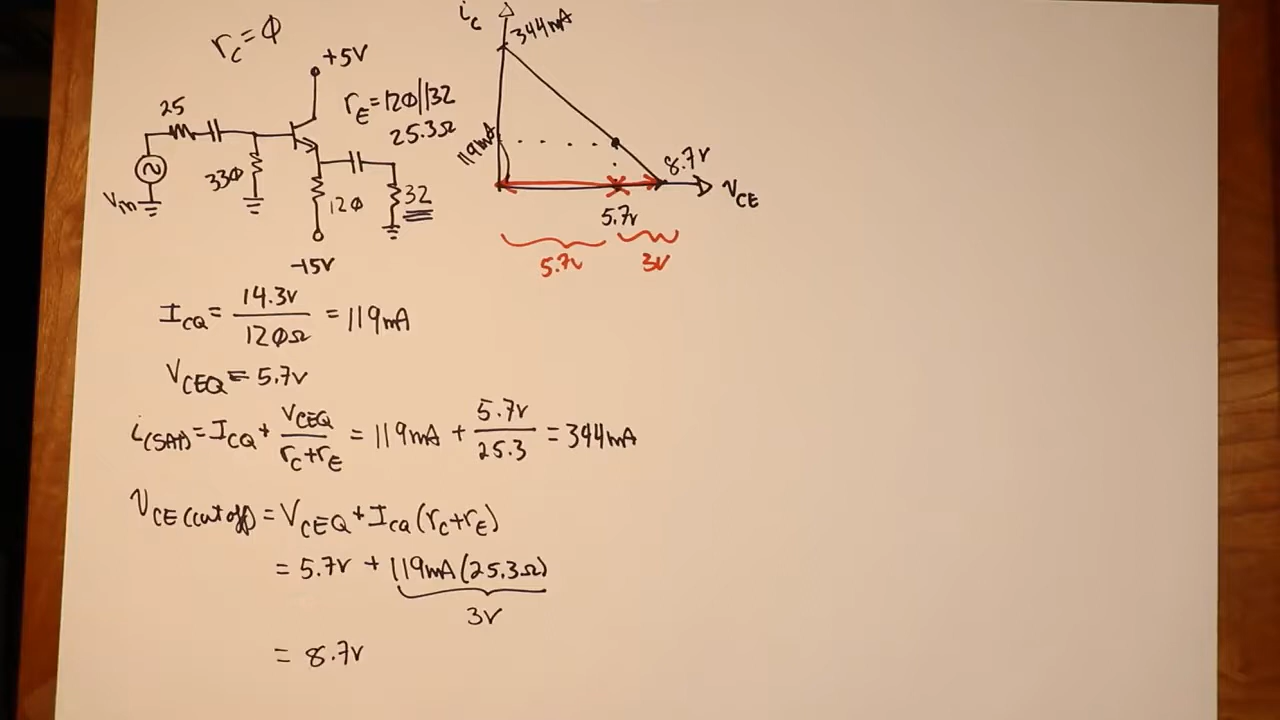 r_C = Φ
+5V
i_C
344mA
25
r_E = 12Φ||32
25.3Ω
119mA
33Φ
V_in
12Φ
32
-15V
8.7V
V_CE
5.7V
5.7V
3V
I_CQ = 14.3V / 12ΦΩ = 119mA
V_CEQ = 5.7V
i_C(SAT) = I_CQ + V_CEQ / (r_C + r_E) = 119mA + 5.7V / 25.3 = 344mA
V_CE(cutoff) = V_CEQ + I_CQ (r_C + r_E)
= 5.7V + 119mA (25.3Ω)
3V
= 8.7V